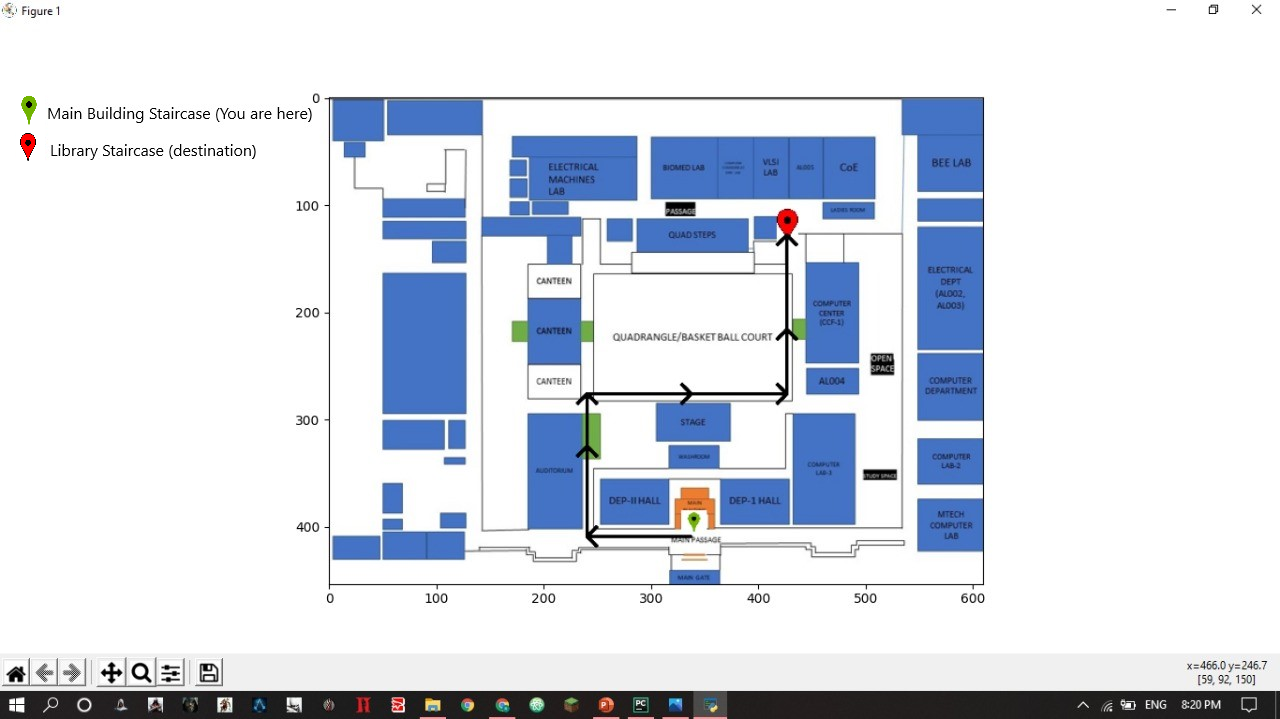 Figure 1
Main Building Staircase (You are here)
Library Staircase (destination)
0
100
200
300
400
0
100
200
300
400
500
600
ELECTRICAL
MACHINES
LAB
BIOMED LAB
VLSI
LAB
AL001
CoE
BEE LAB
PASSAGE
LADIES ROOM
QUAD STEPS
CANTEEN
CANTEEN
CANTEEN
QUADRANGLE/BASKET BALL COURT
COMPUTER
CENTER
(CCF-1)
ELECTRICAL
DEPT
(AL002,
AL003)
OPEN
SPACE
AL004
COMPUTER
DEPARTMENT
STAGE
WASHROOM
AUDITORIUM
COMPUTER
LAB-3
STUDY SPACE
COMPUTER
LAB-2
DEP-II HALL
MAIN
DEP-1 HALL
MTECH
COMPUTER
LAB
MAIN PASSAGE
MAIN GATE
x=466.0 y=246.7
[59, 92, 150]
ENG
8:20 PM